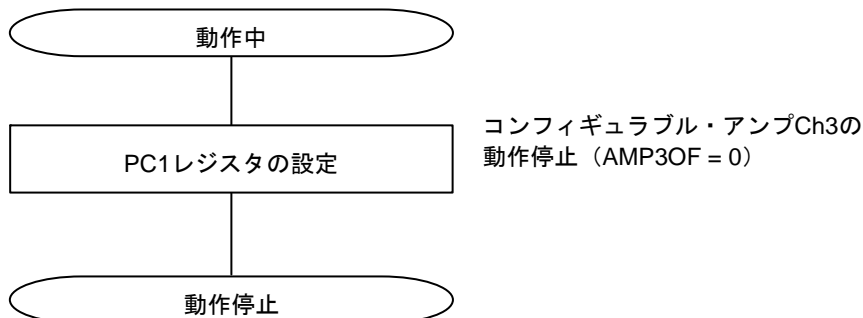 動作中
PC1レジスタの設定
コンフィギュラブル・アンプCh3の
動作停止（AMP3OF = 0）
動作停止